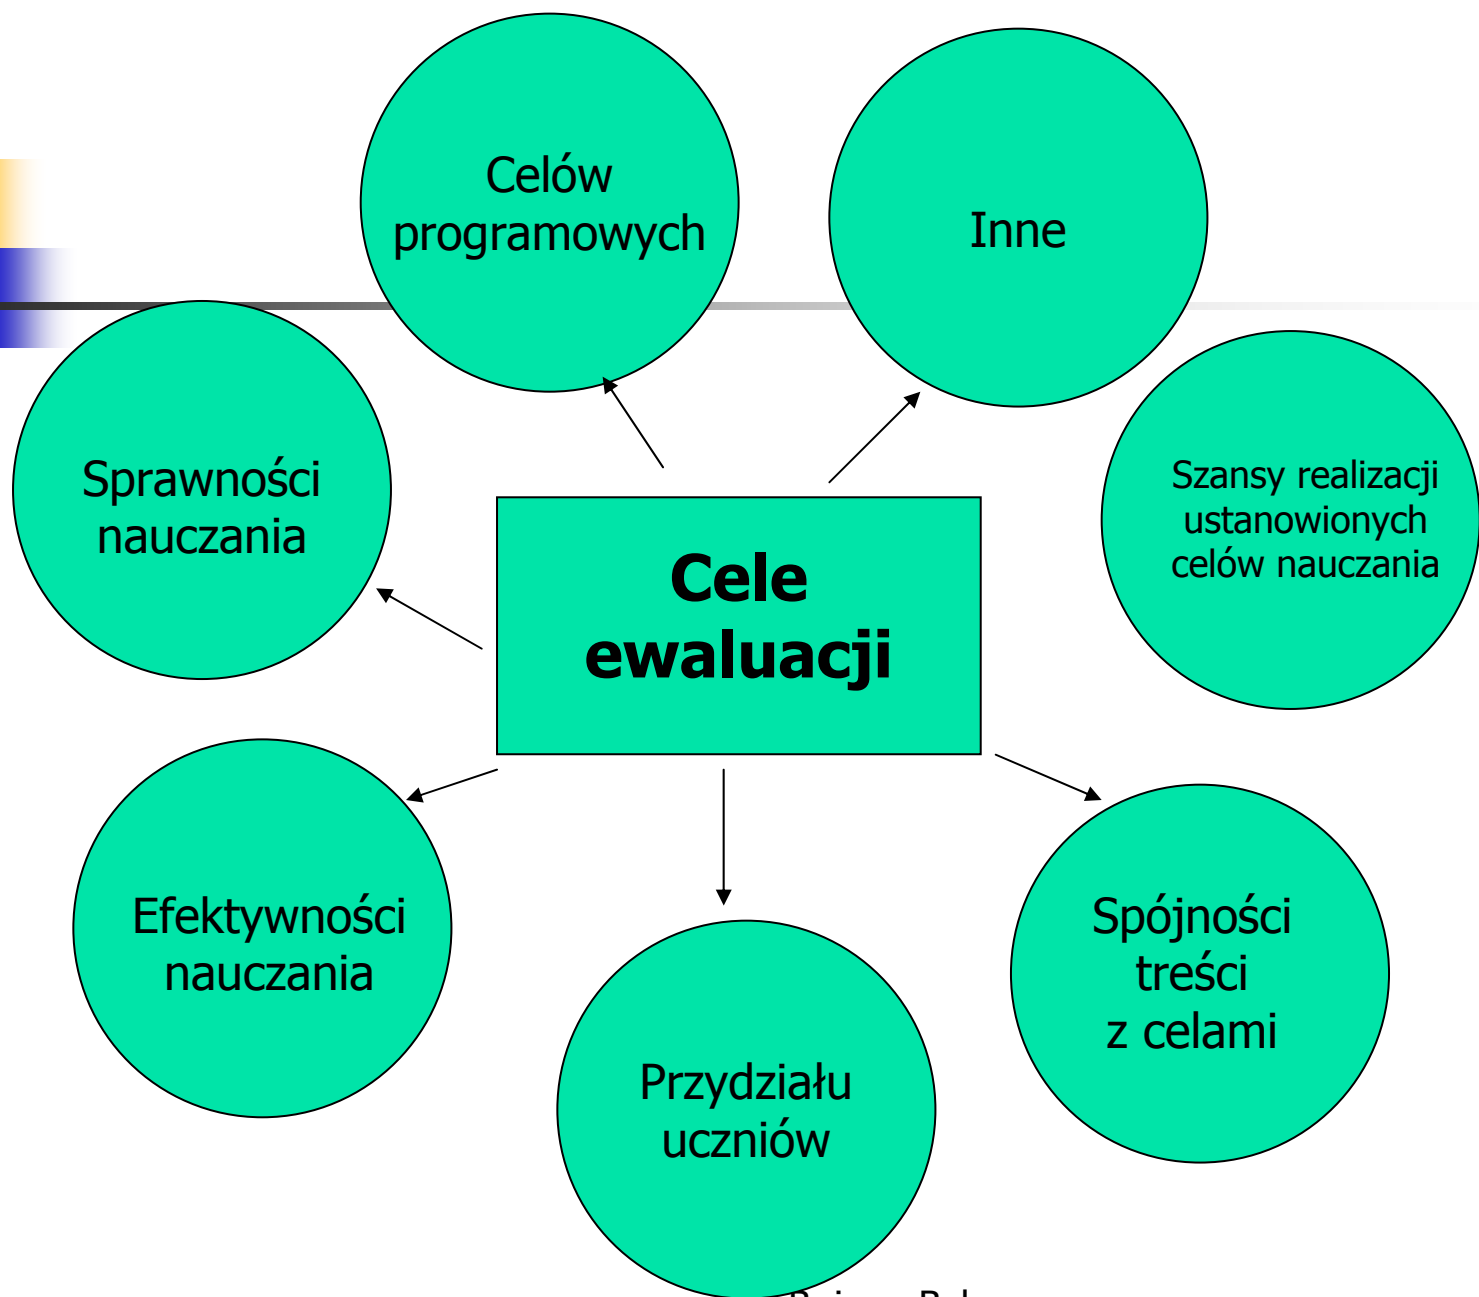 Celów
programowych
Inne
Sprawności
nauczania
Szansy realizacji
ustanowionych
celów nauczania
Cele
ewaluacji
Efektywności
nauczania
Spójności
treści
z celami
Przydziału
uczniów